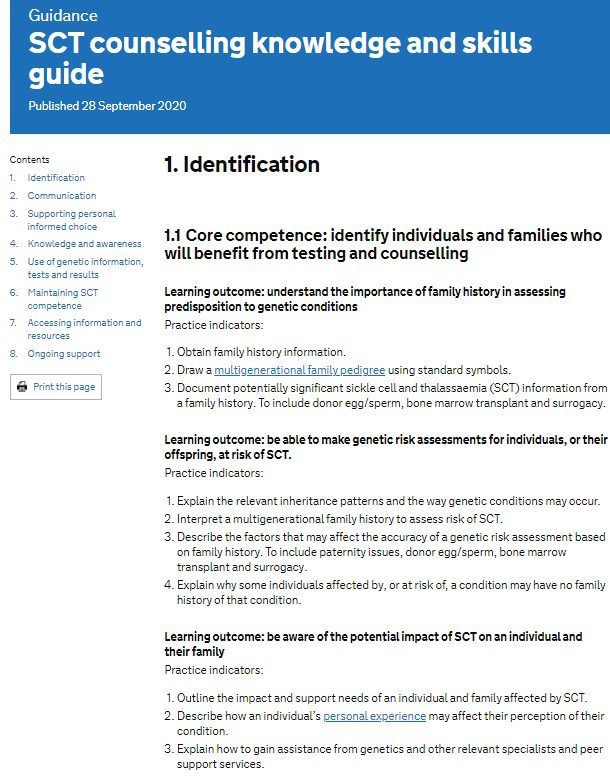 Guidance
SCT counselling knowledge and skills
guide
Published 28 September 2020
Contents
1. Identification
2. Communication
3. Supporting personal
informed choice
4. Knowledge and awareness
5. Use of genetic information,
tests and results
6. Maintaining SCT
competence
7. Accessing information and
resources
8. Ongoing support
Print this page
1. Identification
1.1 Core competence: identify individuals and families who
will benefit from testing and counselling
Learning outcome: understand the importance of family history in assessing
predisposition to genetic conditions
Practice indicators:
1. Obtain family history information.
2. Draw a multigenerational family pedigree using standard symbols.
3. Document potentially significant sickle cell and thalassaemia (SCT) information from
a family history. To include donor egg/sperm, bone marrow transplant and surrogacy.
Learning outcome: be able to make genetic risk assessments for individuals, or their
offspring, at risk of SCT.
Practice indicators:
1. Explain the relevant inheritance patterns and the way genetic conditions may occur.
2. Interpret a multigenerational family history to assess risk of SCT.
3. Describe the factors that may affect the accuracy of a genetic risk assessment based
on family history. To include paternity issues, donor egg/sperm, bone marrow
transplant and surrogacy.
4. Explain why some individuals affected by, or at risk of, a condition may have no family
history of that condition.
Learning outcome: be aware of the potential impact of SCT on an individual and
their family
Practice indicators:
1. Outline the impact and support needs of an individual and family affected by SCT.
2. Describe how an individual's personal experience may affect their perception of their
condition.
3. Explain how to gain assistance from genetics and other relevant specialists and peer
support services.